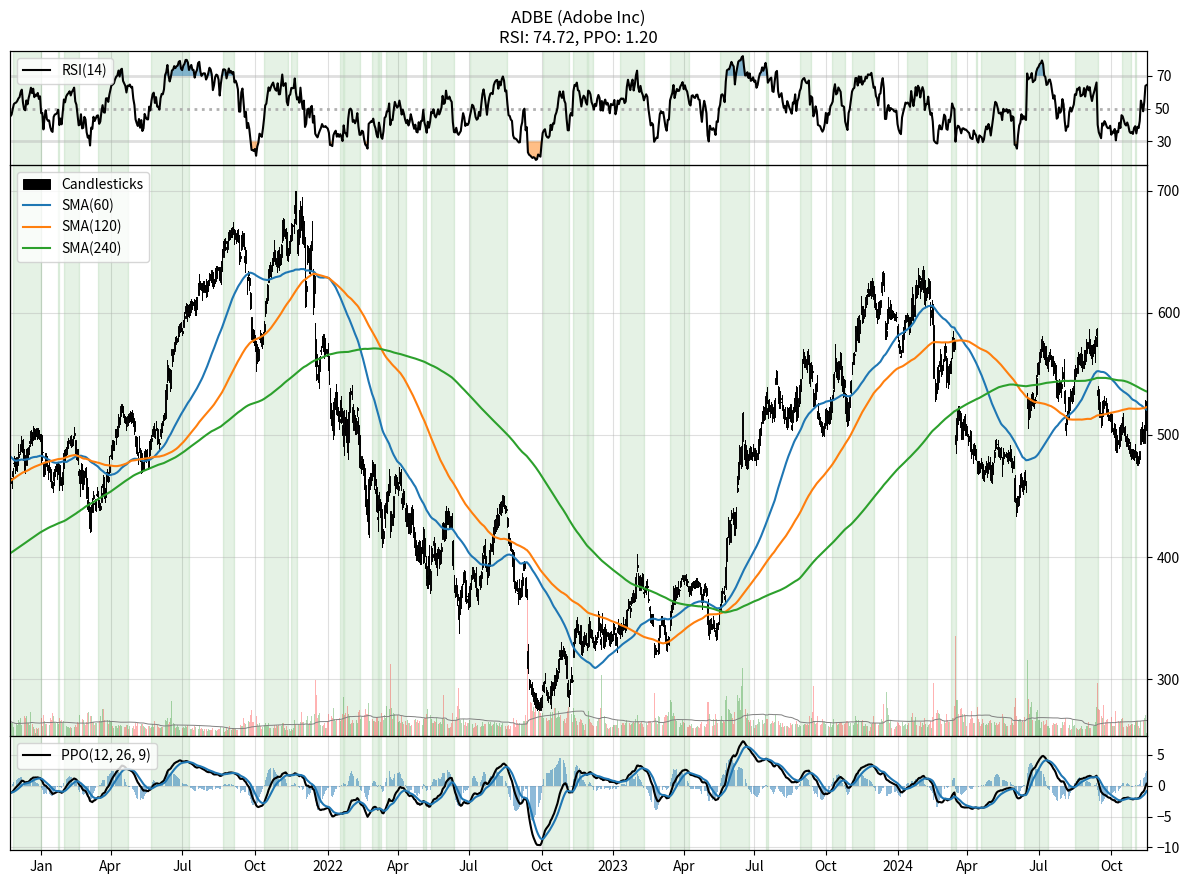 ADBE (Adobe Inc)
RSI: 74.72, PPO: 1.20
RSI(14)
70
50
30
Candlesticks
SMA(60)
SMA(120)
SMA(240)
700
600
500
400
300
PPO(12, 26, 9)
5
0
−5
−10
Jan Apr Jul Oct 2022 Apr Jul Oct 2023 Apr Jul Oct 2024 Apr Jul Oct